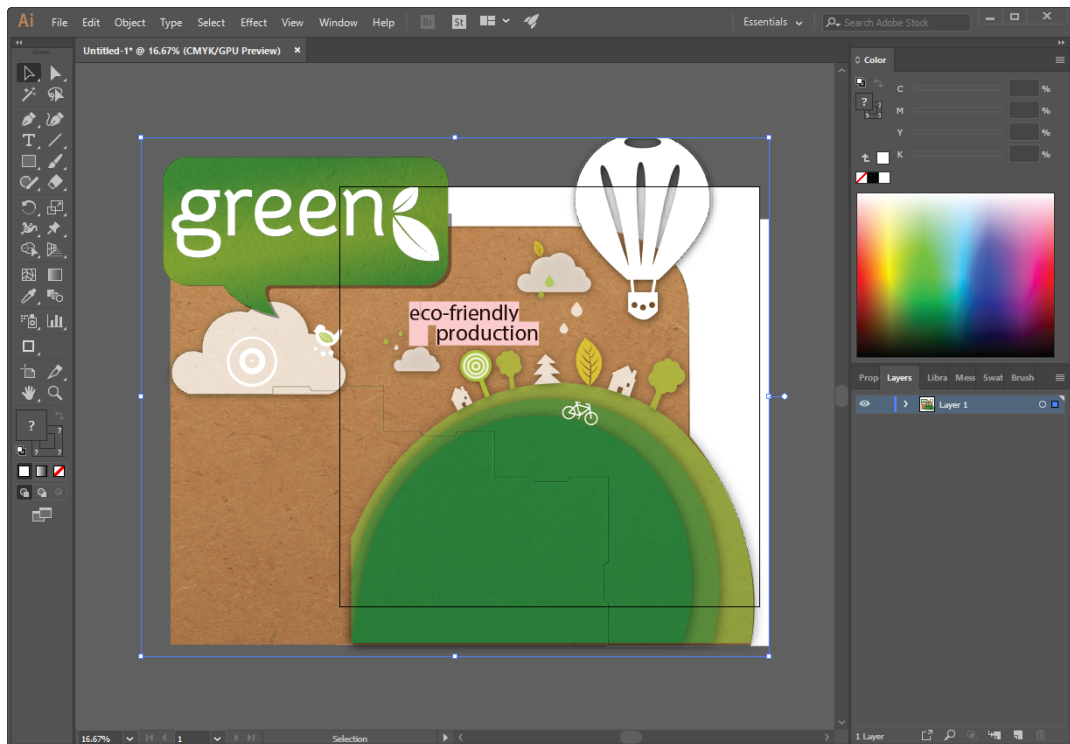 Ai File Edit Object Type Select Effect View Window Help Br St Essentials Search Adobe Stock
Untitled-1* @ 16.67% (CMYK/GPU Preview) ×
Color
C %
M %
Y %
K %
green
eco-friendly
production
Prop Layers Libra Mess Swat Brush
Layer 1
16.67% 1 Selection
1 Layer